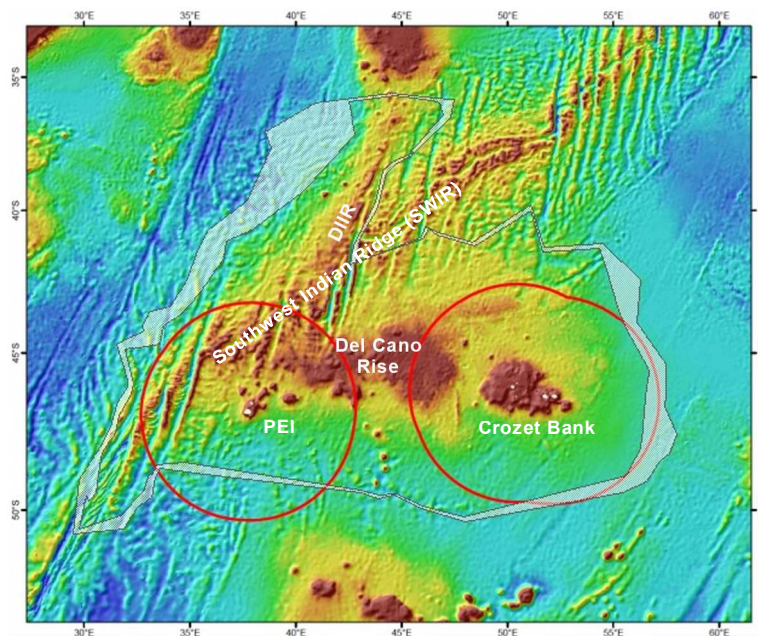 30°E 35°E 40°E 45°E 50°E 55°E 60°E
35°S
40°S
45°S
50°S
DIIR
Southwest Indian Ridge (SWIR)
Del Cano
Rise
PEI
Crozet Bank
30°E 35°E 40°E 45°E 50°E 55°E 60°E